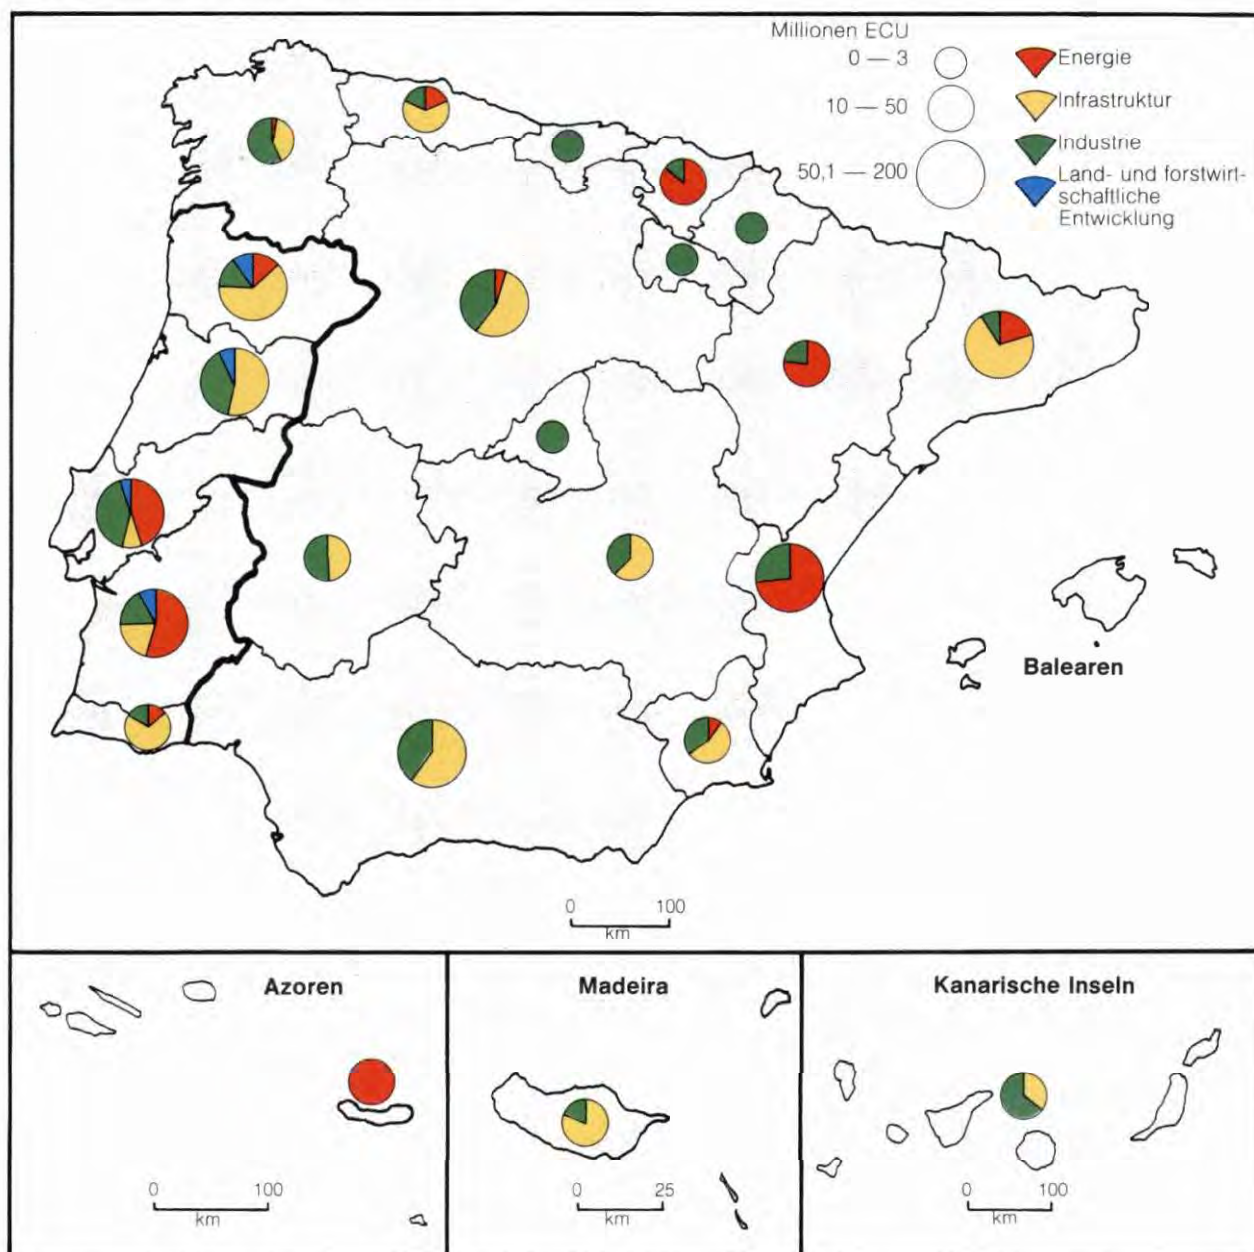 Millionen ECU
0 — 3
10 — 50
50,1 — 200
Energie
Infrastruktur
Industrie
Land- und forstwirt-
schaftliche
Entwicklung
Balearen
0 100
km
Azoren
0 100
km
Madeira
0 25
km
Kanarische Inseln
0 100
km